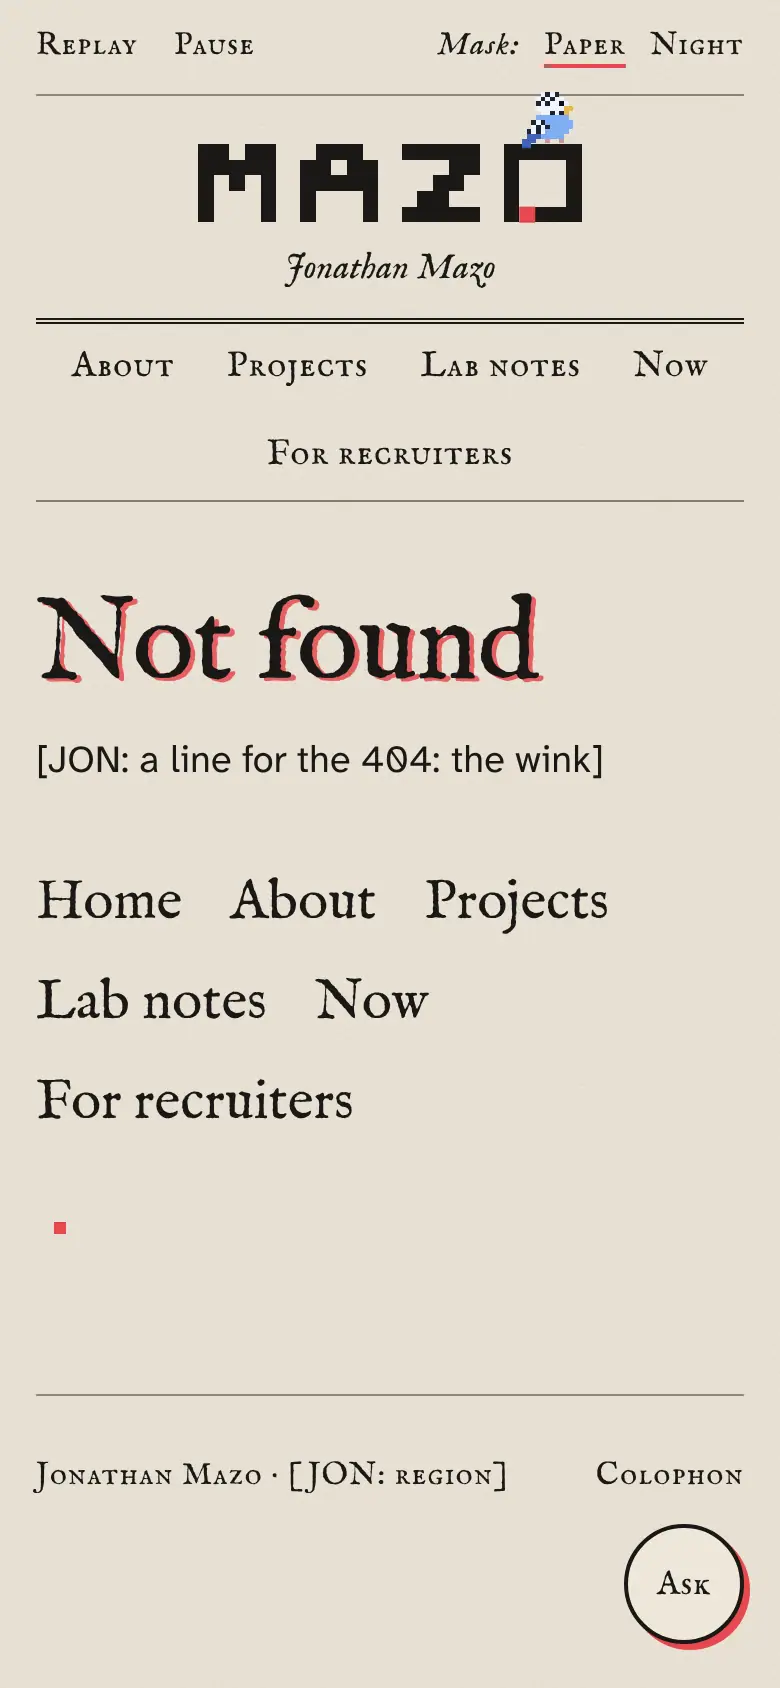 Replay Pause Mask: Paper Night
MAZO
Jonathan Mazo
About Projects Lab notes Now
For recruiters
Not found
[JON: a line for the 404: the wink]
Home About Projects
Lab notes Now
For recruiters
Jonathan Mazo · [JON: region] Colophon
Ask